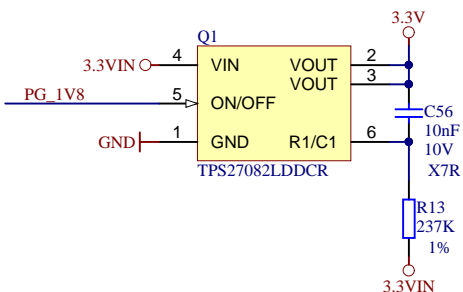 Q1
3.3V
3.3VIN 4 VIN VOUT 2
VOUT 3
PG_1V8 5 ON/OFF
C56
10nF
10V
X7R
GND 1 GND R1/C1 6
TPS27082LDDCR
R13
237K
1%
3.3VIN